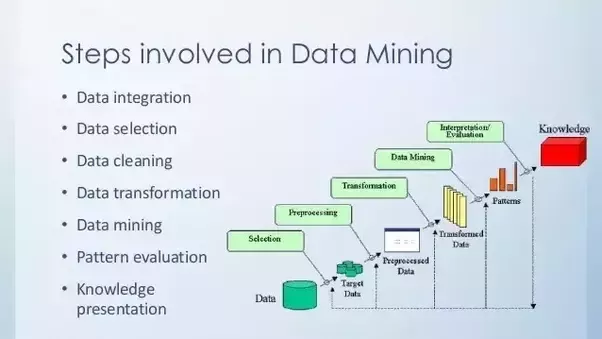 Steps involved in Data Mining
• Data integration
• Data selection
• Data cleaning
• Data transformation
• Data mining
• Pattern evaluation
• Knowledge
presentation
Interpretation/
Evaluation
Knowledge
Data Mining
Transformation
Patterns
Preprocessing
Transformed
Data
Selection
Preprocessed
Data
Target
Data
Data